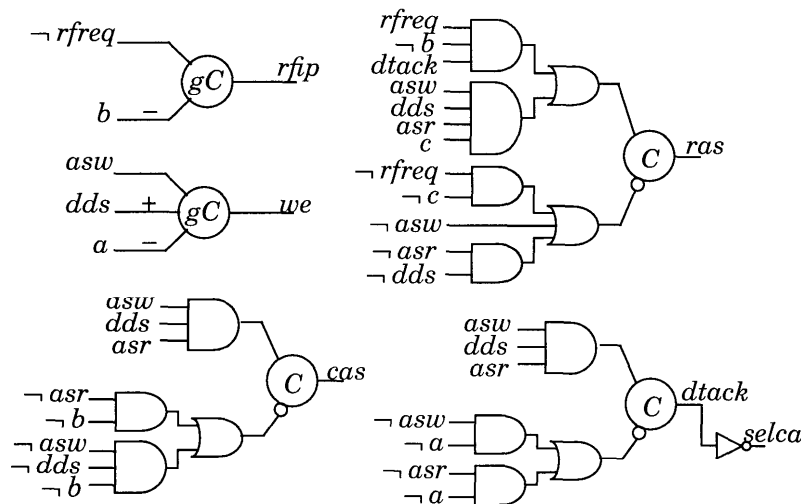 ¬ rfreq
gC
rfip
b
−
asw
dds
+
gC
we
a
−
rfreq
¬ b
dtack
asw
dds
asr
c
C
ras
¬ rfreq
¬ c
¬ asw
¬ asr
¬ dds
asw
dds
asr
C
cas
¬ asr
¬ b
¬ asw
¬ dds
¬ b
asw
dds
asr
C
dtack
selca
¬ asw
¬ a
¬ asr
¬ a